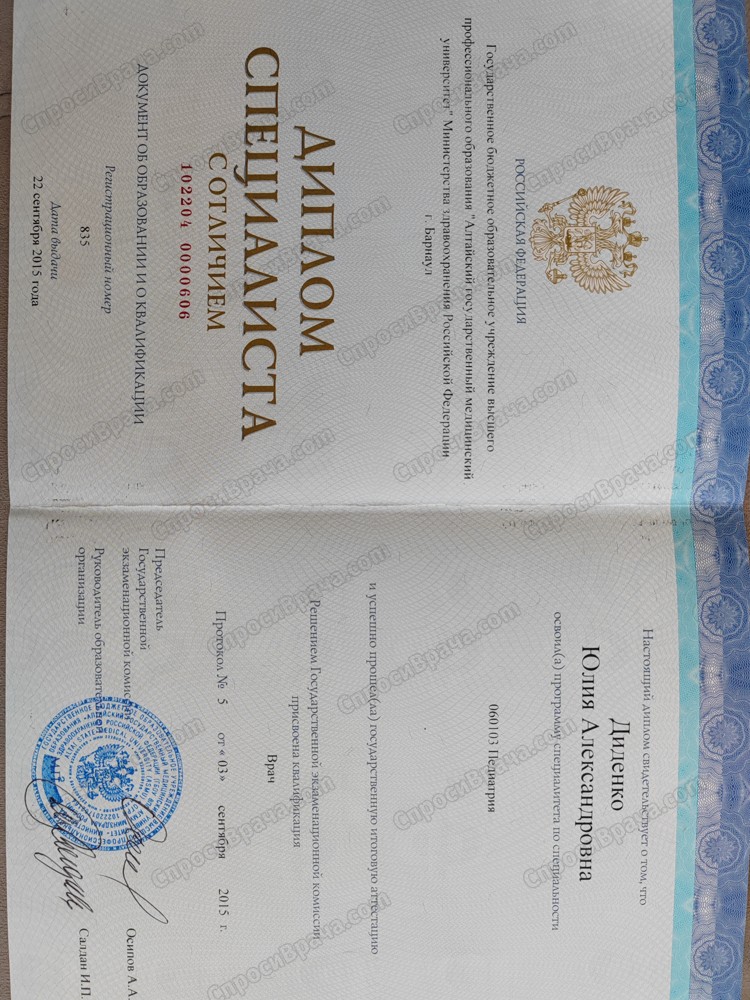 РОССИЙСКАЯ ФЕДЕРАЦИЯ
Государственное бюджетное образовательное учреждение высшего
профессионального образования "Алтайский государственный медицинский
университет" Министерства здравоохранения Российской Федерации
г. Барнаул
ДИПЛОМ
СПЕЦИАЛИСТА
С ОТЛИЧИЕМ
102204 0000606
ДОКУМЕНТ ОБ ОБРАЗОВАНИИ И О КВАЛИФИКАЦИИ
Регистрационный номер
835
Дата выдачи
22 сентября 2015 года
Настоящий диплом свидетельствует о том, что
Диденко
Юлия Александровна
освоил(а) программу специалитета по специальности
060103 Педиатрия
и успешно прошел(ла) государственную итоговую аттестацию
Решением Государственной экзаменационной комиссии
присвоена квалификация
Врач
Протокол № 5 от « 03» сентября 2015 г.
Председатель
Государственной
экзаменационной комиссии
Осипов А.А.
Руководитель образовательной
организации
Салдан И.П.
СпросиВрача.com